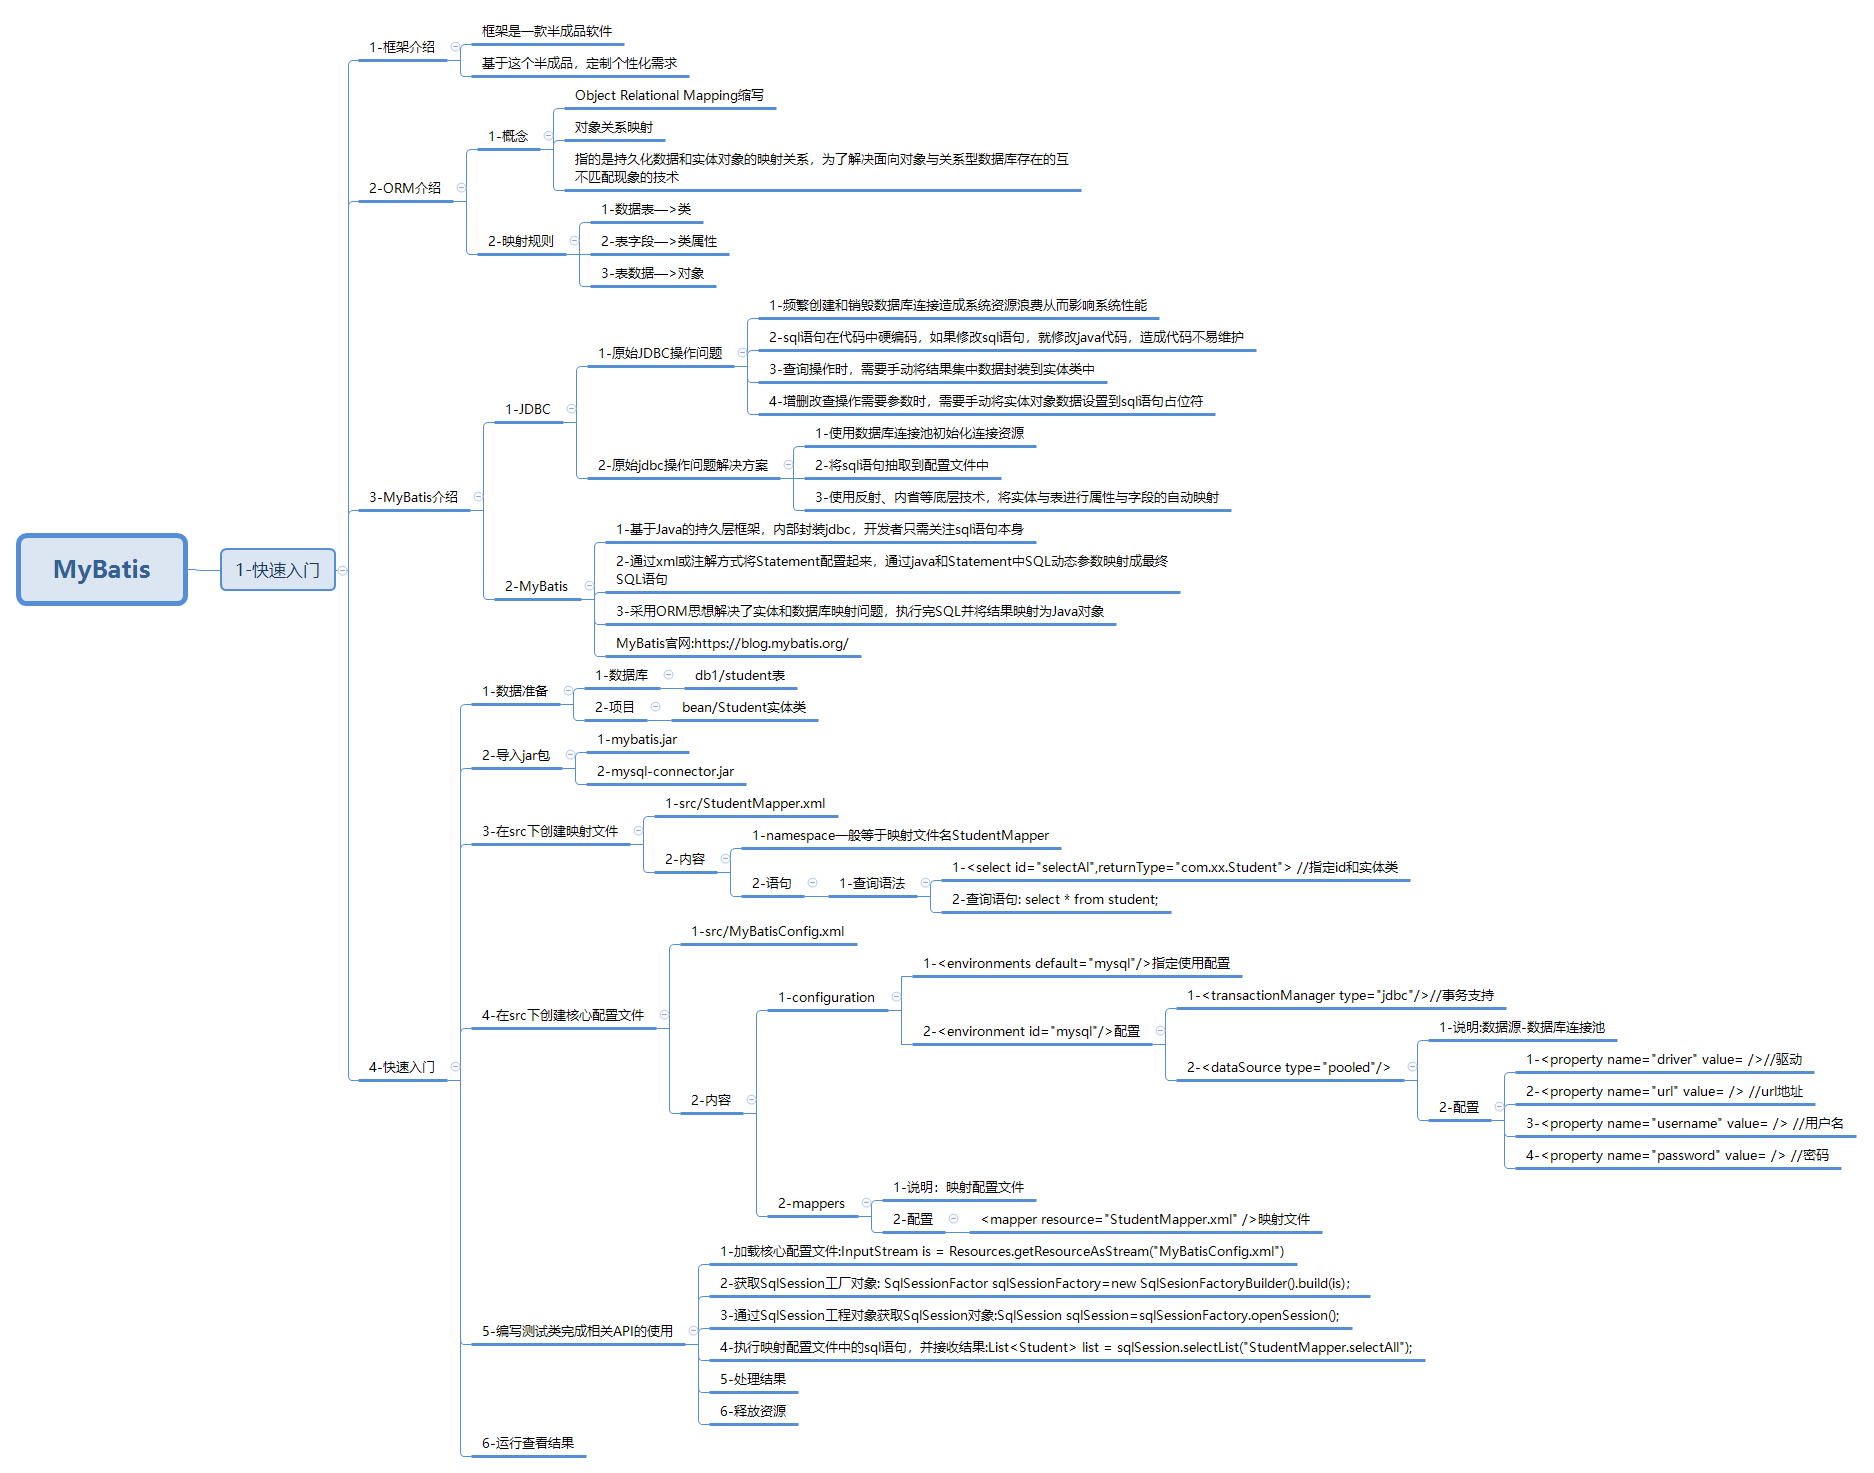 MyBatis
1-快速入门
1-框架介绍
框架是一款半成品软件
基于这个半成品，定制个性化需求
2-ORM介绍
1-概念
Object Relational Mapping缩写
对象关系映射
指的是持久化数据和实体对象的映射关系，为了解决面向对象与关系型数据库存在的互
不匹配现象的技术
2-映射规则
1-数据表—>类
2-表字段—>类属性
3-表数据—>对象
3-MyBatis介绍
1-JDBC
1-原始JDBC操作问题
1-频繁创建和销毁数据库连接造成系统资源浪费从而影响系统性能
2-sql语句在代码中硬编码，如果修改sql语句，就修改java代码，造成代码不易维护
3-查询操作时，需要手动将结果集中数据封装到实体类中
4-增删改查操作需要参数时，需要手动将实体对象数据设置到sql语句占位符
2-原始jdbc操作问题解决方案
1-使用数据库连接池初始化连接资源
2-将sql语句抽取到配置文件中
3-使用反射、内省等底层技术，将实体与表进行属性与字段的自动映射
2-MyBatis
1-基于Java的持久层框架，内部封装jdbc，开发者只需关注sql语句本身
2-通过xml或注解方式将Statement配置起来，通过java和Statement中SQL动态参数映射成最终
SQL语句
3-采用ORM思想解决了实体和数据库映射问题，执行完SQL并将结果映射为Java对象
MyBatis官网:https://blog.mybatis.org/
4-快速入门
1-数据准备
1-数据库
db1/student表
2-项目
bean/Student实体类
2-导入jar包
1-mybatis.jar
2-mysql-connector.jar
3-在src下创建映射文件
1-src/StudentMapper.xml
2-内容
1-namespace一般等于映射文件名StudentMapper
2-语句
1-查询语法
1-<select id="selectAl",returnType="com.xx.Student"> //指定id和实体类
2-查询语句: select * from student;
4-在src下创建核心配置文件
1-src/MyBatisConfig.xml
2-内容
1-configuration
1-<environments default="mysql"/>指定使用配置
2-<environment id="mysql"/>配置
1-<transactionManager type="jdbc"/>//事务支持
2-<dataSource type="pooled"/>
1-说明:数据源-数据库连接池
2-配置
1-<property name="driver" value= />//驱动
2-<property name="url" value= /> //url地址
3-<property name="username" value= /> //用户名
4-<property name="password" value= /> //密码
2-mappers
1-说明：映射配置文件
2-配置
<mapper resource="StudentMapper.xml" />映射文件
5-编写测试类完成相关API的使用
1-加载核心配置文件:InputStream is = Resources.getResourceAsStream("MyBatisConfig.xml")
2-获取SqlSession工厂对象: SqlSessionFactor sqlSessionFactory=new SqlSesionFactoryBuilder().build(is);
3-通过SqlSession工程对象获取SqlSession对象:SqlSession sqlSession=sqlSessionFactory.openSession();
4-执行映射配置文件中的sql语句，并接收结果:List<Student> list = sqlSession.selectList("StudentMapper.selectAll");
5-处理结果
6-释放资源
6-运行查看结果